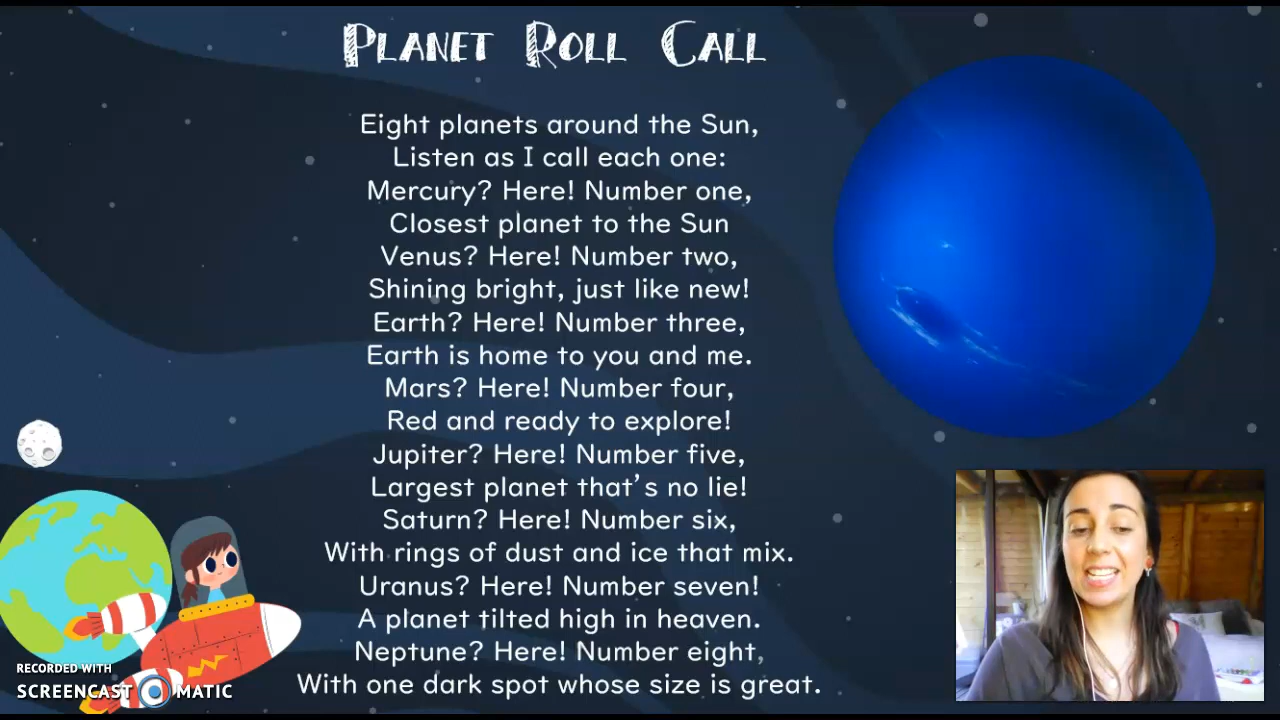 PLANET ROLL CALL
Eight planets around the Sun,
Listen as I call each one:
Mercury? Here! Number one,
Closest planet to the Sun
Venus? Here! Number two,
Shining bright, just like new!
Earth? Here! Number three,
Earth is home to you and me.
Mars? Here! Number four,
Red and ready to explore!
Jupiter? Here! Number five,
Largest planet that's no lie!
Saturn? Here! Number six,
With rings of dust and ice that mix.
Uranus? Here! Number seven!
A planet tilted high in heaven.
Neptune? Here! Number eight,
With one dark spot whose size is great.
RECORDED WITH
SCREENCAST MATIC